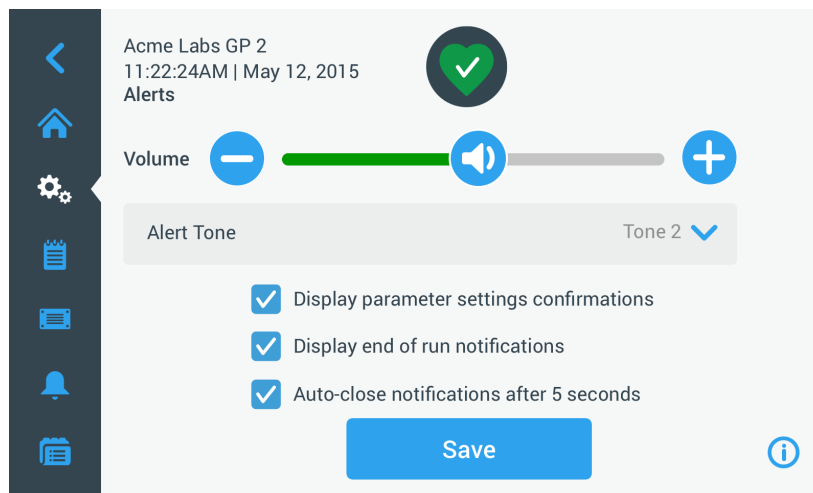 Acme Labs GP 2
11:22:24AM | May 12, 2015
Alerts
Volume
Alert Tone Tone 2
Display parameter settings confirmations
Display end of run notifications
Auto-close notifications after 5 seconds
Save